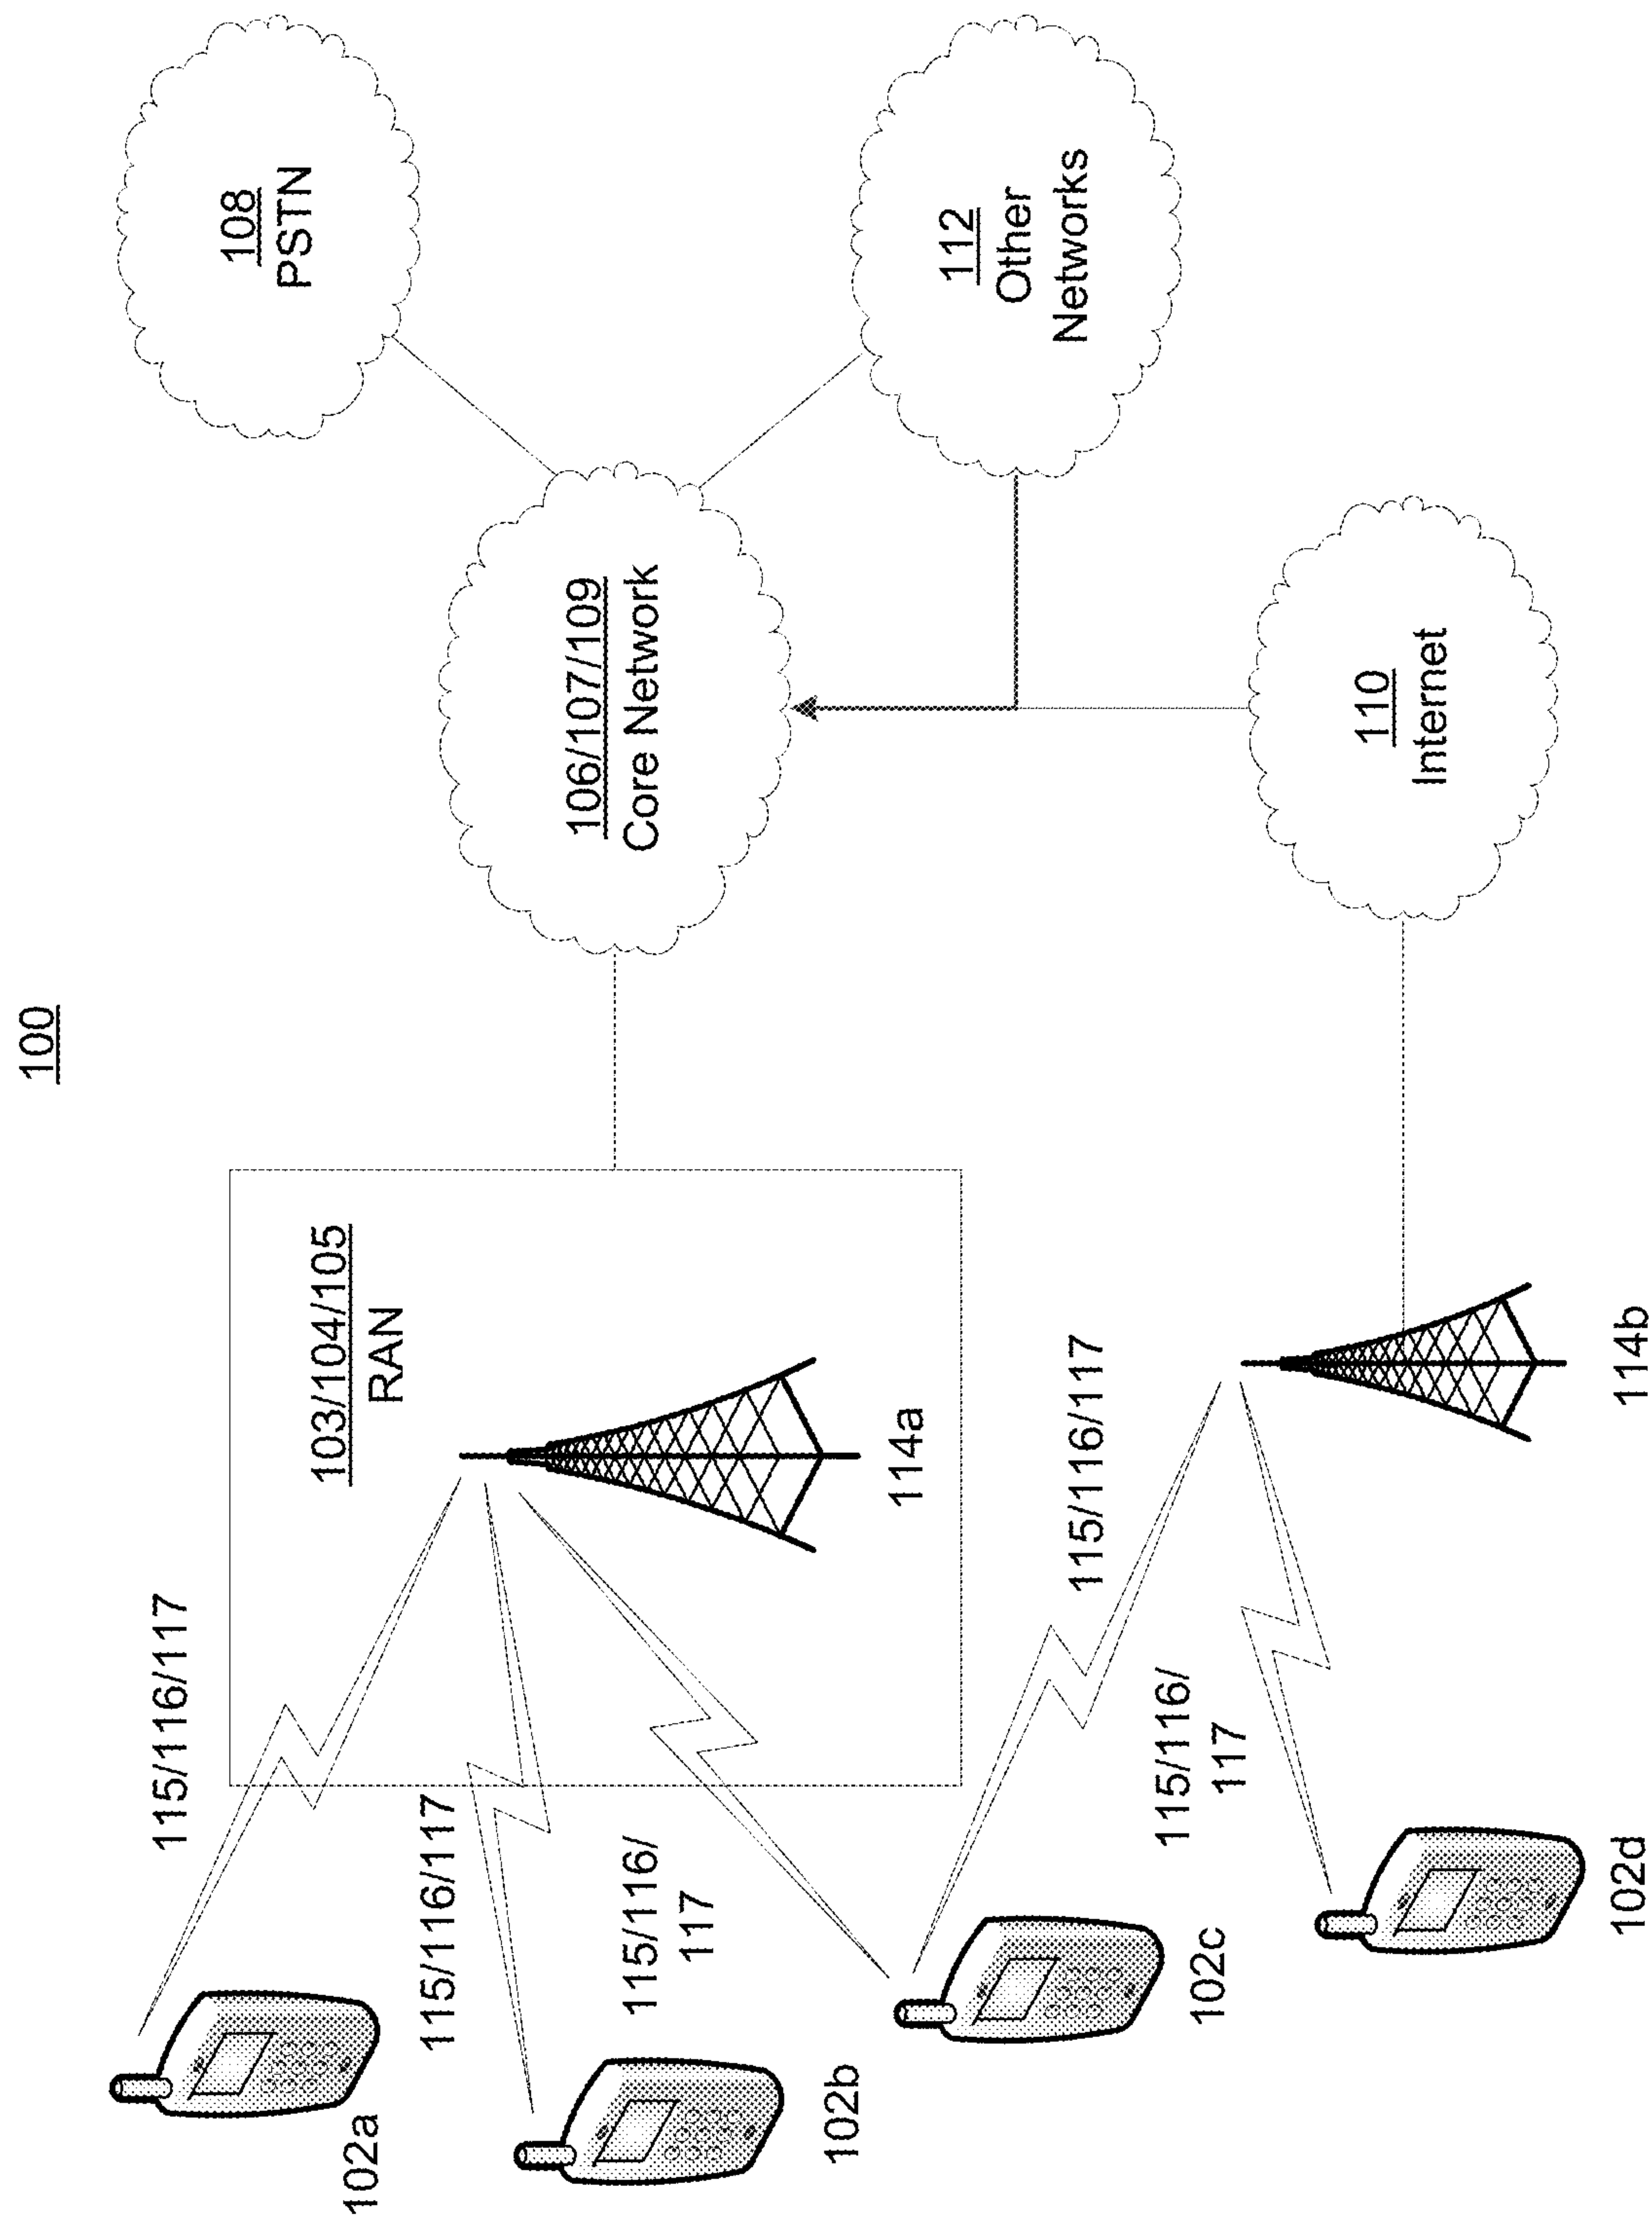 100
103/104/105
RAN
106/107/109
Core Network
108
PSTN
112
Other
Networks
110
Internet
115/116/117
115/116/117
115/116/
117
115/116/117
115/116/
117
114a
114b
102a
102b
102c
102d